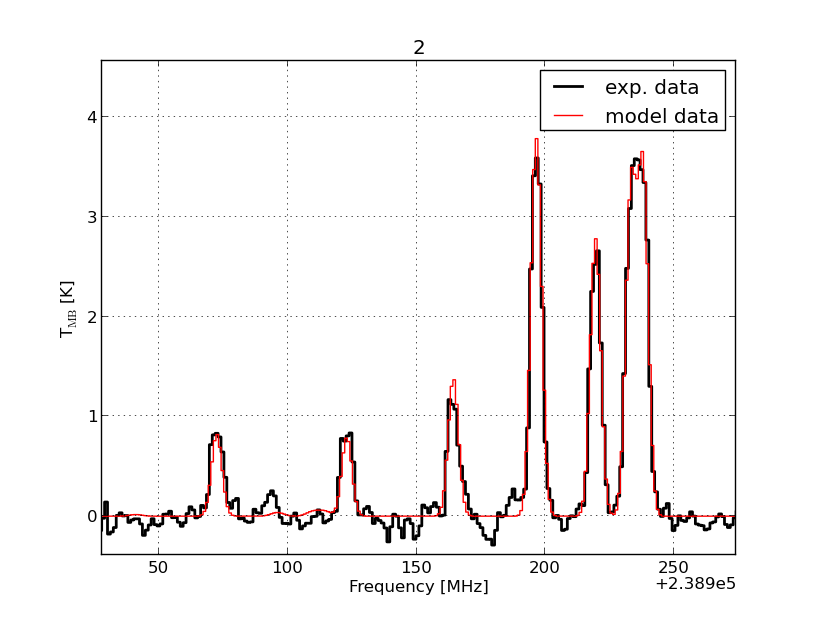 2
exp. data
model data
4
3
2
1
0
T_MB [K]
50 100 150 200 250
+2.389e5
Frequency [MHz]